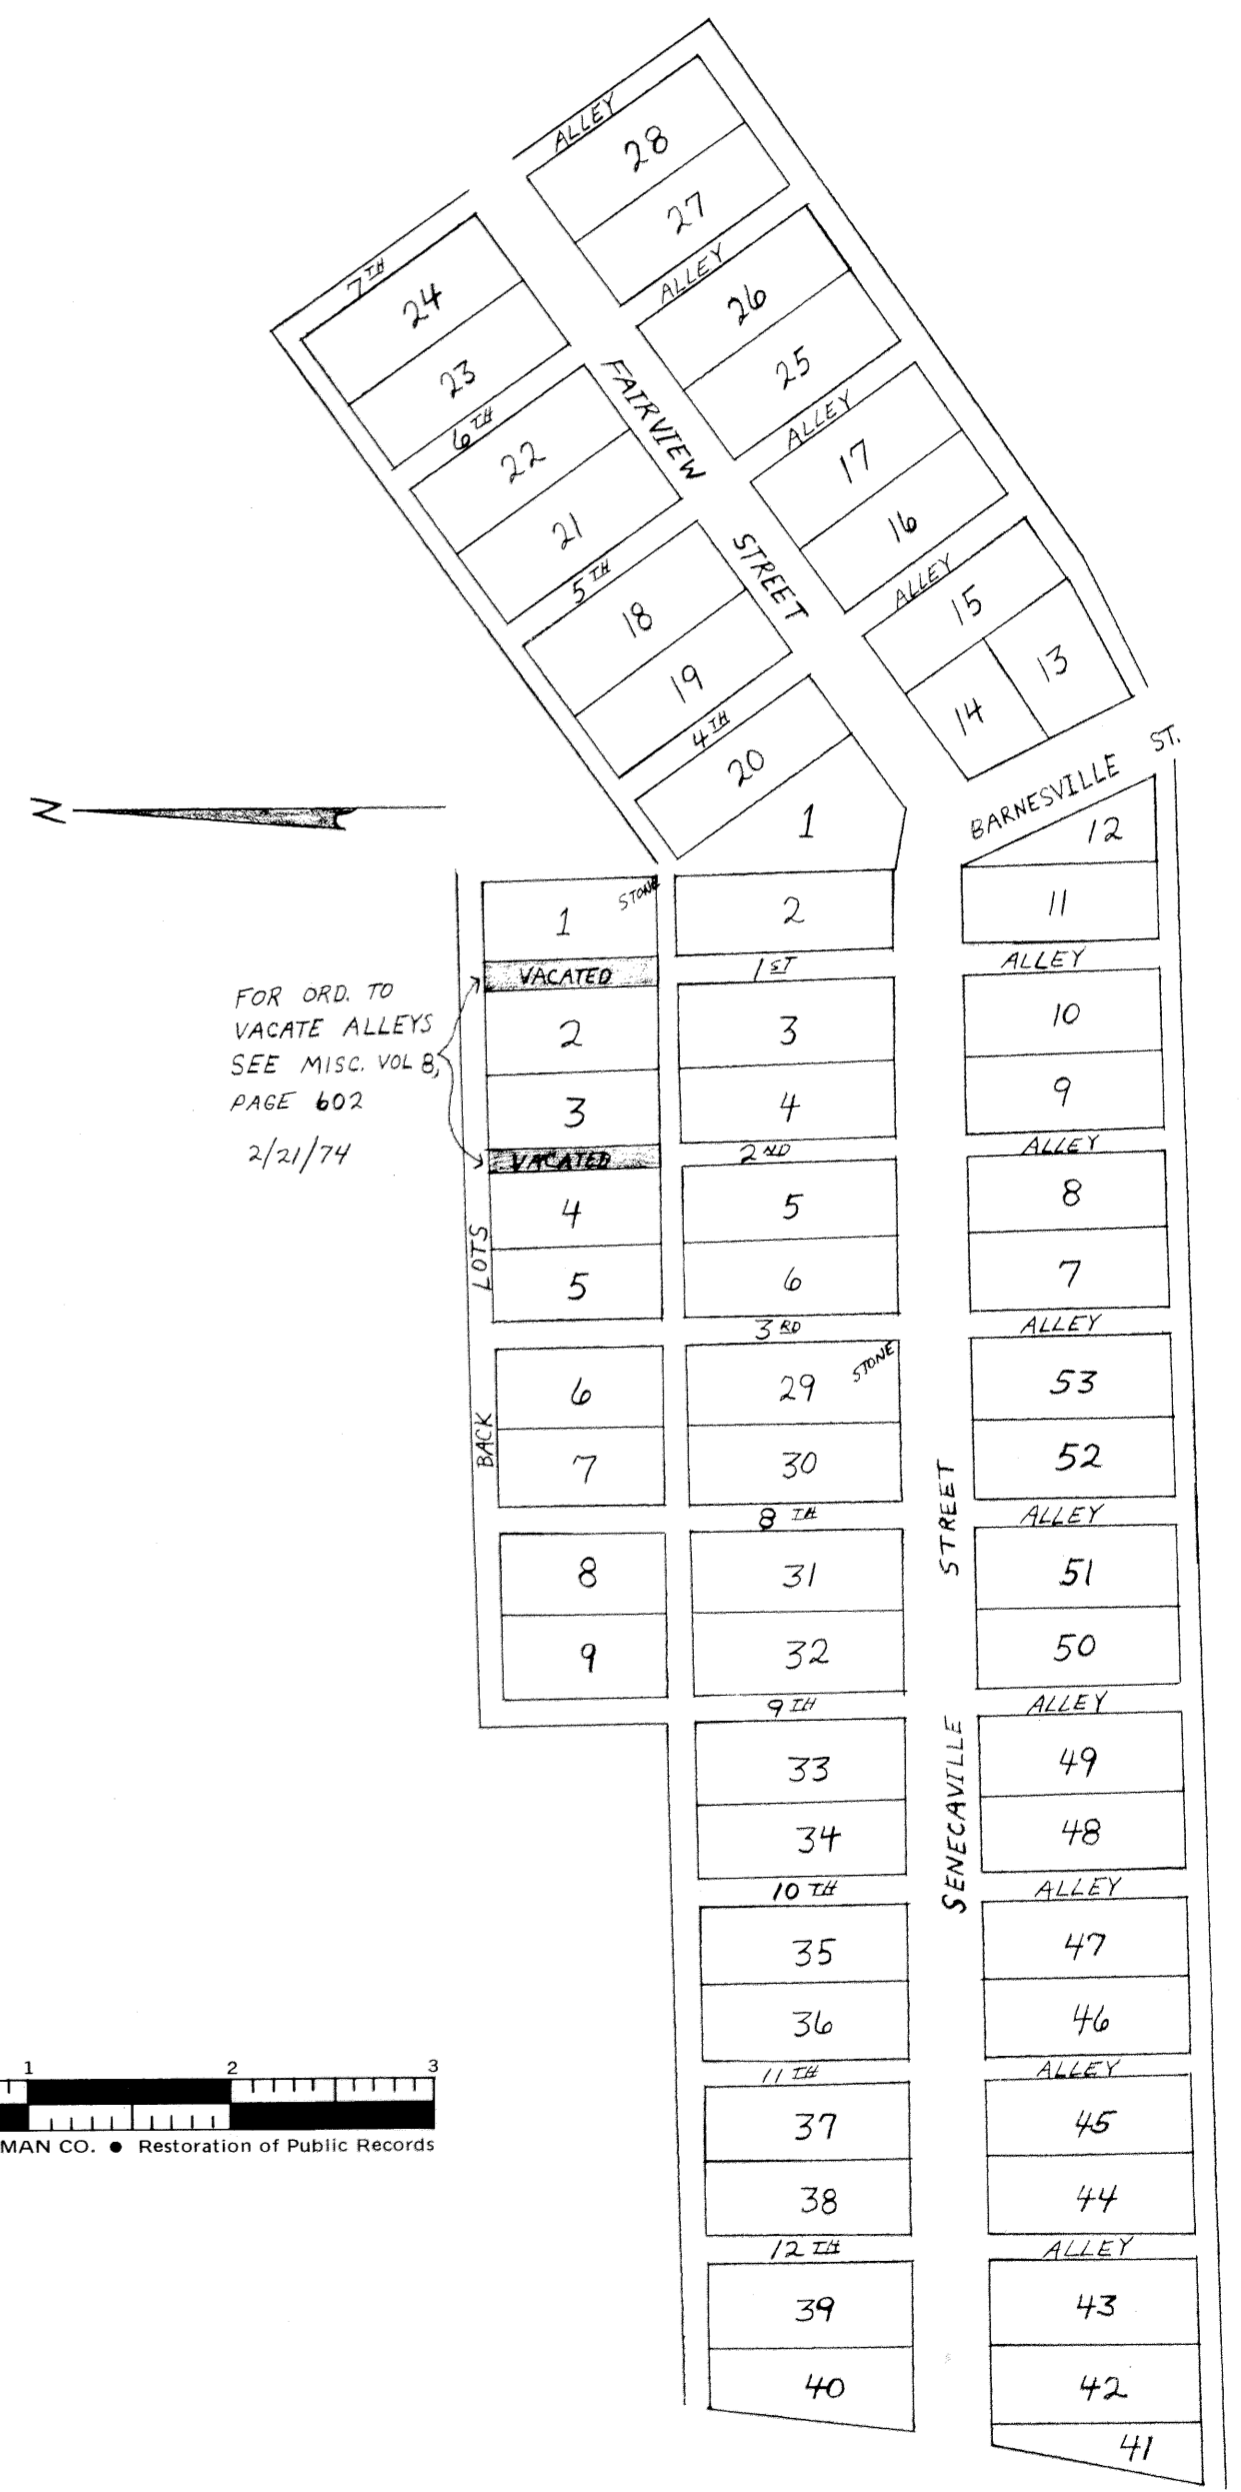 ALLEY
28
27
ALLEY
7TH
24
26
23
25
6TH
FAIRVIEW
ALLEY
22
17
21
16
STREET
5TH
ALLEY
18
15
19
13
14
4TH
ST.
20
BARNESVILLE
N
1
12
STONE
1
2
11
VACATED
1ST
ALLEY
FOR ORD. TO
VACATE ALLEYS
SEE MISC. VOL 8,
PAGE 602
2/21/74
2
3
10
3
4
9
VACATED
2ND
ALLEY
4
5
8
LOTS
5
6
7
3RD
ALLEY
STONE
6
29
53
BACK
7
30
52
STREET
8TH
ALLEY
8
31
51
9
32
50
9TH
ALLEY
SENECAVILLE
33
49
34
48
10TH
ALLEY
35
47
36
46
11TH
ALLEY
1 2 3
MAN CO. ● Restoration of Public Records
37
45
38
44
12TH
ALLEY
39
43
40
42
41